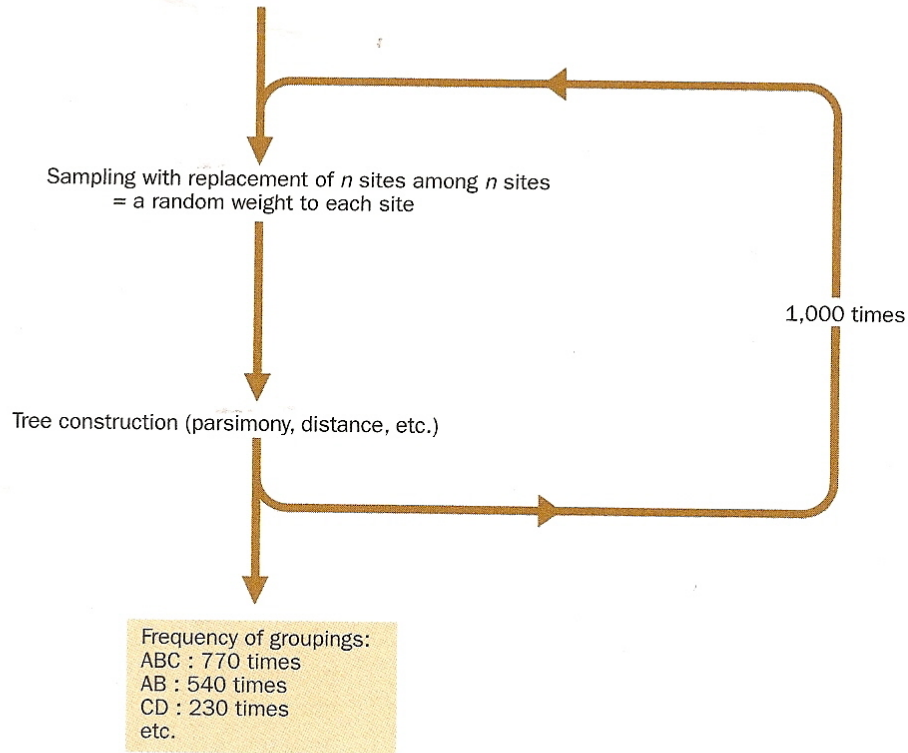 Sampling with replacement of n sites among n sites
= a random weight to each site
1,000 times
Tree construction (parsimony, distance, etc.)
Frequency of groupings:
ABC : 770 times
AB : 540 times
CD : 230 times
etc.